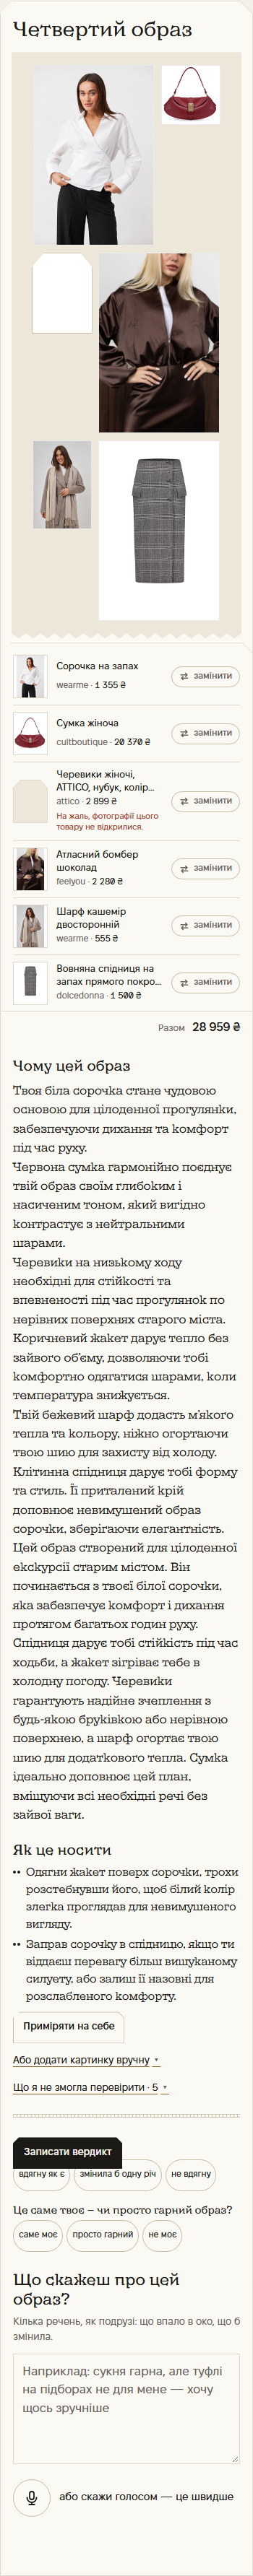 Четвертий образ
Сорочка на запах
wearme · 1 355 ₴
замінити
Сумка жіноча
cultboutique · 20 370 ₴
замінити
Черевики жіночі,
ATTICO, нубук, колір...
attico · 2 899 ₴
На жаль, фотографії цього
товару не відкрилися.
замінити
Атласний бомбер
шоколад
feelyou · 2 280 ₴
замінити
Шарф кашемір
двосторонній
wearme · 555 ₴
замінити
Вовняна спідниця на
запах прямого покро...
dolcedonna · 1 500 ₴
замінити
Разом 28 959 ₴
Чому цей образ
Твоя біла сорочка стане чудовою
основою для цілоденної прогулянки,
забезпечуючи дихання та комфорт
під час руху.
Червона сумка гармонійно поєднує
твій образ своїм глибоким і
насиченим тоном, який вигідно
контрастує з нейтральними
шарами.
Черевики на низькому ходу
необхідні для стійкості та
впевненості під час прогулянок по
нерівних поверхнях старого міста.
Коричневий жакет дарує тепло без
зайвого об'єму, дозволяючи тобі
комфортно одягатися шарами, коли
температура знижується.
Твій бежевий шарф додасть м'якого
тепла та кольору, ніжно огортаючи
твою шию для захисту від холоду.
Клітинна спідниця дарує тобі форму
та стиль. Її приталений крій
доповнює невимушений образ
сорочки, зберігаючи елегантність.
Цей образ створений для цілоденної
екскурсії старим містом. Він
починається з твоєї білої сорочки,
яка забезпечує комфорт і дихання
протягом багатьох годин руху.
Спідниця дарує тобі стійкість під час
ходьби, а жакет зігріває тебе в
холодну погоду. Черевики
гарантують надійне зчеплення з
будь-якою бруківкою або нерівною
поверхнею, а шарф огортає твою
шию для додаткового тепла. Сумка
ідеально доповнює цей план,
вміщуючи всі необхідні речі без
зайвої ваги.
Як це носити
•• Одягни жакет поверх сорочки, трохи
розстебнувши його, щоб білий колір
злегка проглядав для невимушеного
вигляду.
•• Заправ сорочку в спідницю, якщо ти
віддаєш перевагу більш вишуканому
силуету, або залиш її назовні для
розслабленого комфорту.
Приміряти на себе
Або додати картинку вручну
Що я не змогла перевірити · 5
Записати вердикт
вдягну як є
змінила б одну річ
не вдягну
Це саме твоє — чи просто гарний образ?
саме моє
просто гарний
не моє
Що скажеш про цей
образ?
Кілька речень, як подрузі: що впало в око, що б
змінила.
Наприклад: сукня гарна, але туфлі
на підборах не для мене — хочу
щось зручніше
або скажи голосом — це швидше